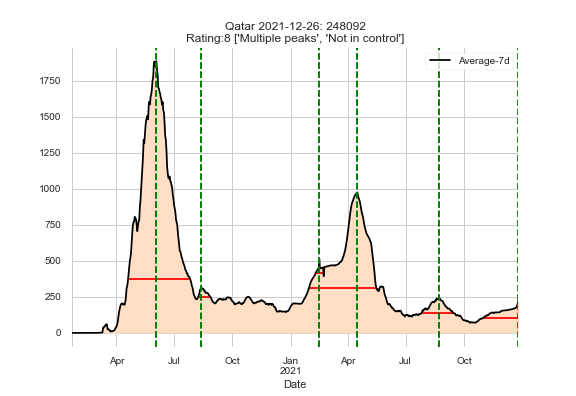 Qatar 2021-12-26: 248092
Rating:8 ['Multiple peaks', 'Not in control']
Average-7d
1750
1500
1250
1000
750
500
250
0
Apr Jul Oct Jan Apr Jul Oct
2021
Date